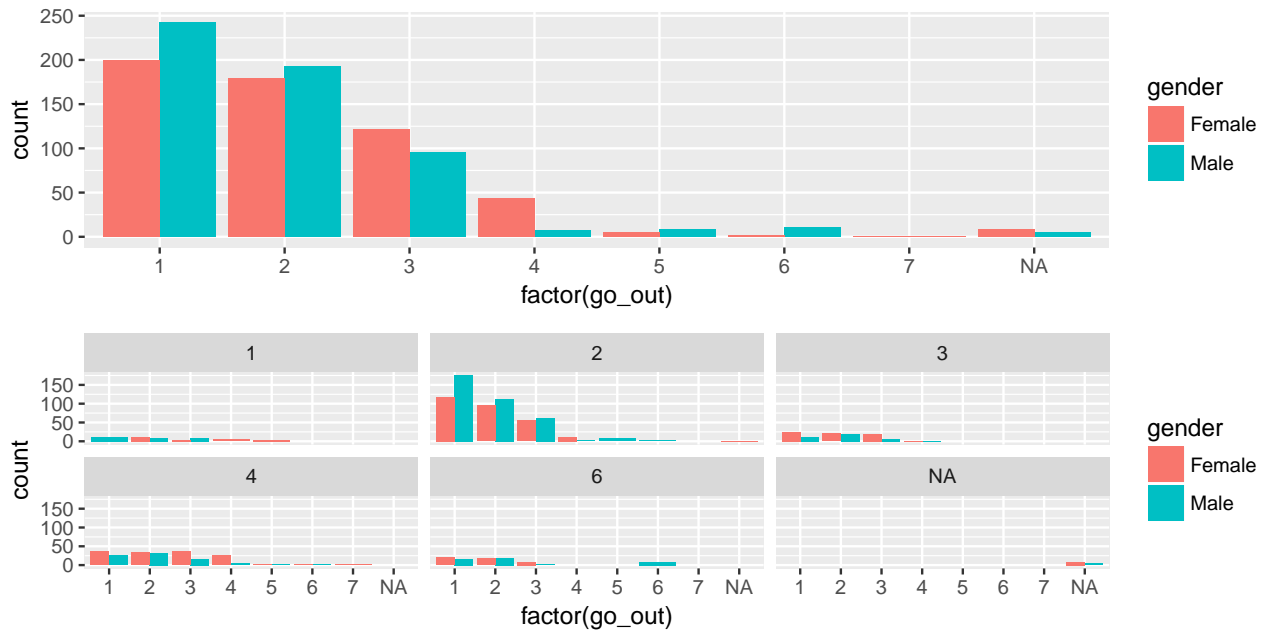 250
200
150
100
50
0
count
1 2 3 4 5 6 7 NA
factor(go_out)
gender
Female
Male
1 2 3
150
100
50
0
4 6 NA
150
100
50
0
count
1 2 3 4 5 6 7 NA 1 2 3 4 5 6 7 NA 1 2 3 4 5 6 7 NA
factor(go_out)
gender
Female
Male